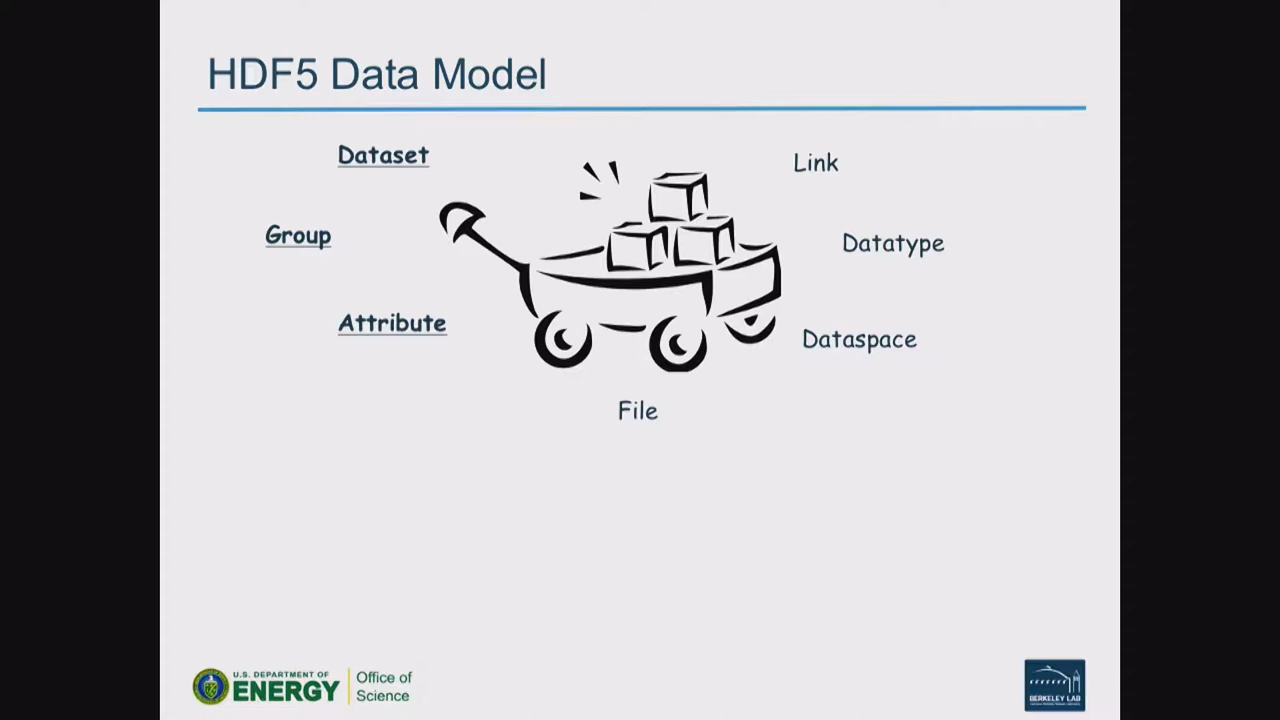 HDF5 Data Model
Dataset
Link
Group
Datatype
Attribute
Dataspace
File
U.S. DEPARTMENT OF
ENERGY
Office of
Science
BERKELEY LAB